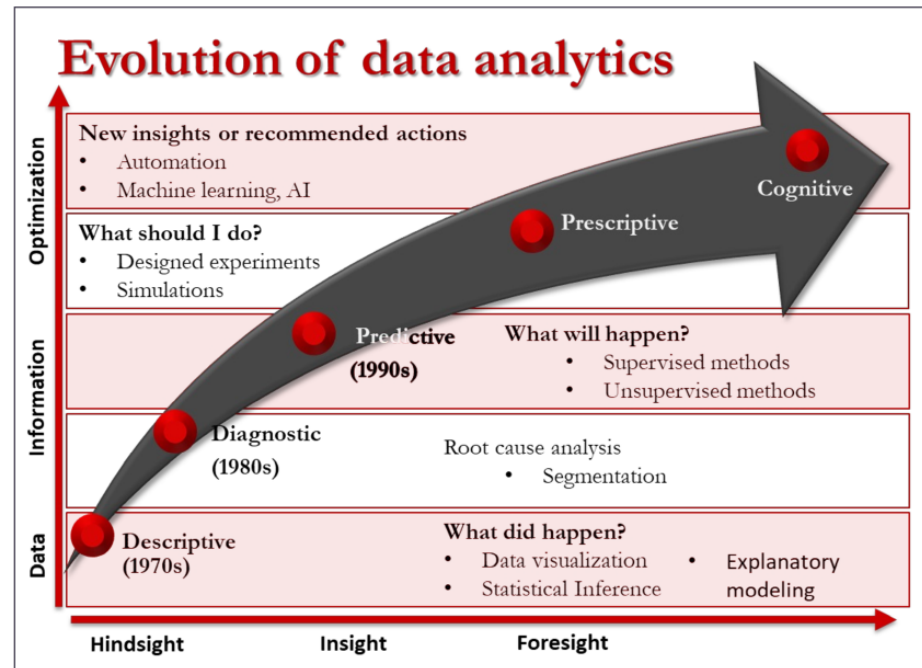 Evolution of data analytics
Optimization
Information
Data
New insights or recommended actions
• Automation
• Machine learning, AI
Cognitive
What should I do?
• Designed experiments
• Simulations
Prescriptive
Predictive
(1990s)
What will happen?
• Supervised methods
• Unsupervised methods
Diagnostic
(1980s)
Root cause analysis
• Segmentation
Descriptive
(1970s)
What did happen?
• Data visualization
• Statistical Inference
• Explanatory
modeling
Hindsight
Insight
Foresight